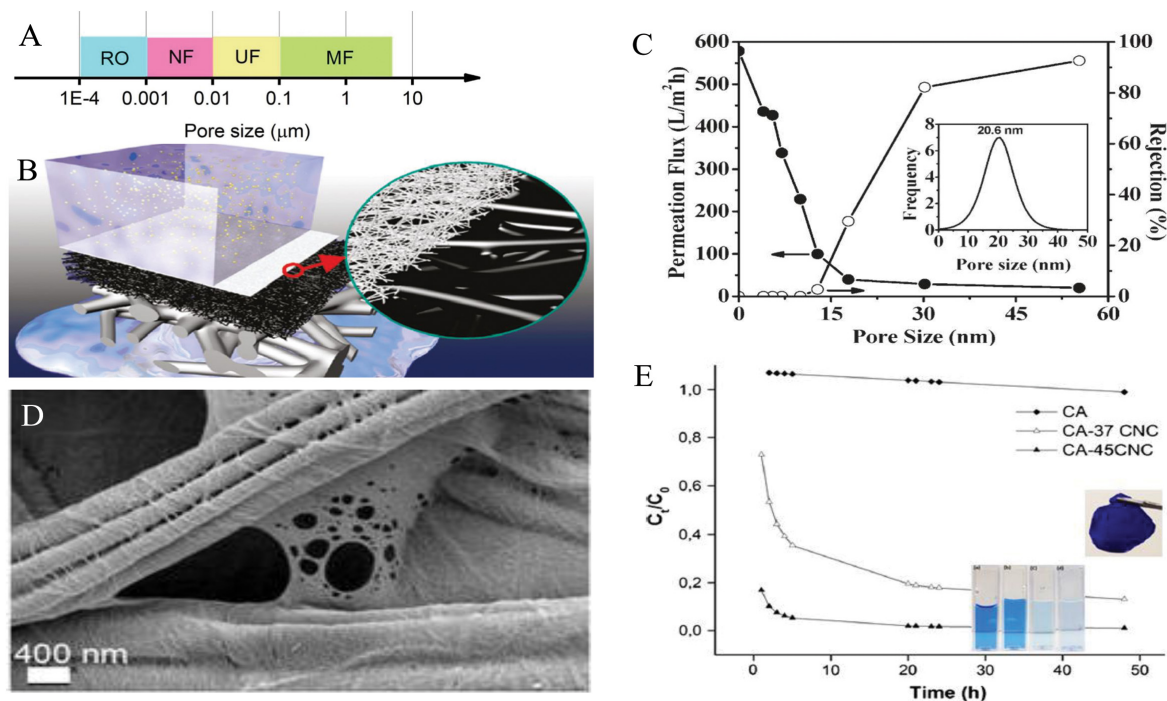 A
RO NF UF MF
1E-4 0.001 0.01 0.1 1 10
Pore size (μm)
B
C
600
500
400
300
200
100
0
Permeation Flux (L/m²h)
0 15 30 45 60
Pore Size (nm)
100
80
60
40
20
0
Rejection (%)
20.6 nm
8
6
4
2
0
Frequency
0 10 20 30 40 50
Pore size (nm)
D
400 nm
E
1,0
0,8
0,6
0,4
0,2
0,0
Ct/C0
CA
CA-37 CNC
CA-45CNC
(a) (b) (c) (d)
0 10 20 30 40 50
Time (h)